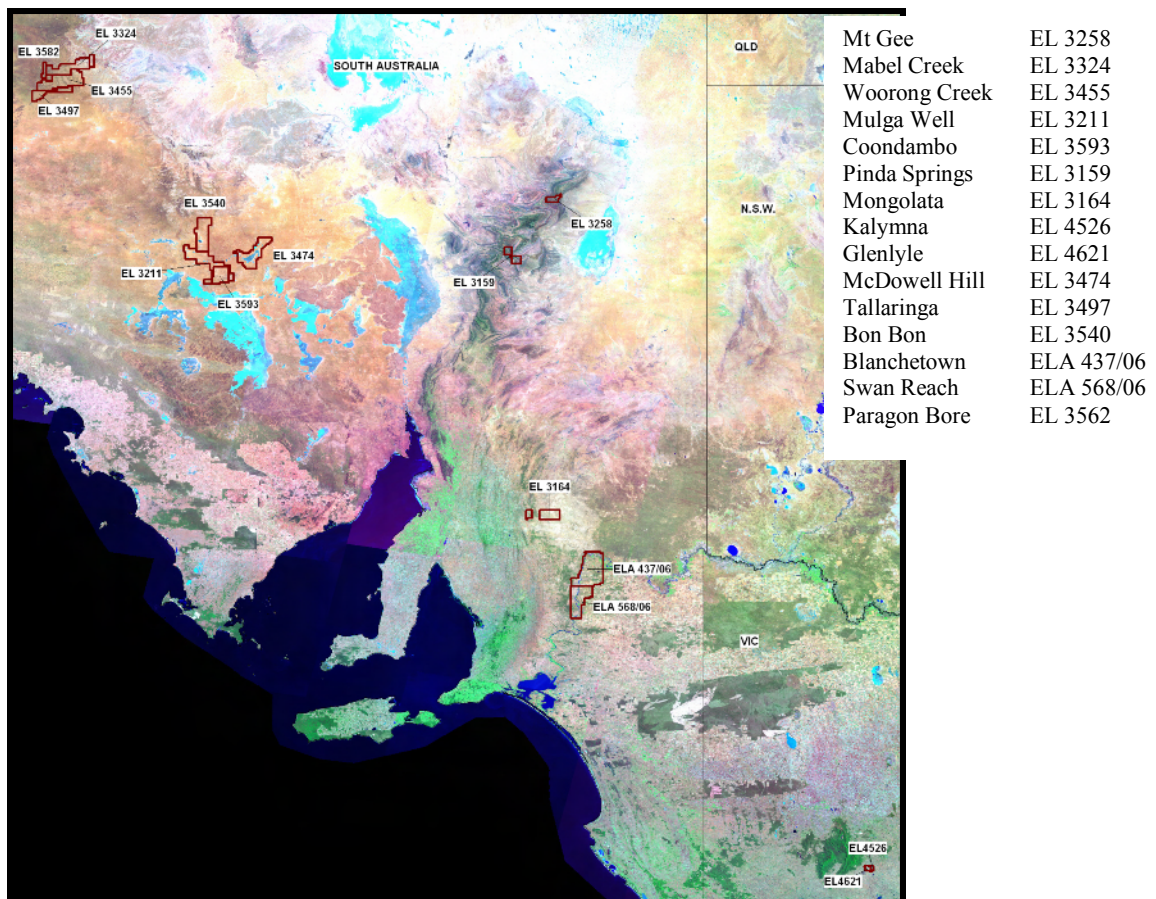 EL 3324
EL 3582
EL 3455
EL 3497
SOUTH AUSTRALIA
QLD
N.S.W.
EL 3540
EL 3258
EL 3474
EL 3211
EL 3159
EL 3593
EL 3164
ELA 437/06
ELA 568/06
VIC
EL4526
EL4621
Mt Gee EL 3258
Mabel Creek EL 3324
Woorong Creek EL 3455
Mulga Well EL 3211
Coondambo EL 3593
Pinda Springs EL 3159
Mongolata EL 3164
Kalymna EL 4526
Glenlyle EL 4621
McDowell Hill EL 3474
Tallaringa EL 3497
Bon Bon EL 3540
Blanchetown ELA 437/06
Swan Reach ELA 568/06
Paragon Bore EL 3562